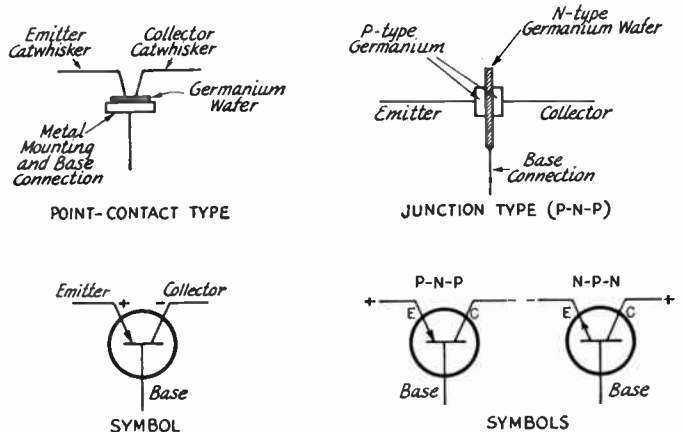 Emitter
Catwhisker
Collector
Catwhisker
Germanium
Wafer
Metal
Mounting
and Base
Connection
POINT-CONTACT TYPE
P-type
Germanium
N-type
Germanium Wafer
Emitter
Collector
Base
Connection
JUNCTION TYPE (P-N-P)
Emitter + - Collector
Base
SYMBOL
P-N-P
+ E C -
Base
N-P-N
- E C +
Base
SYMBOLS